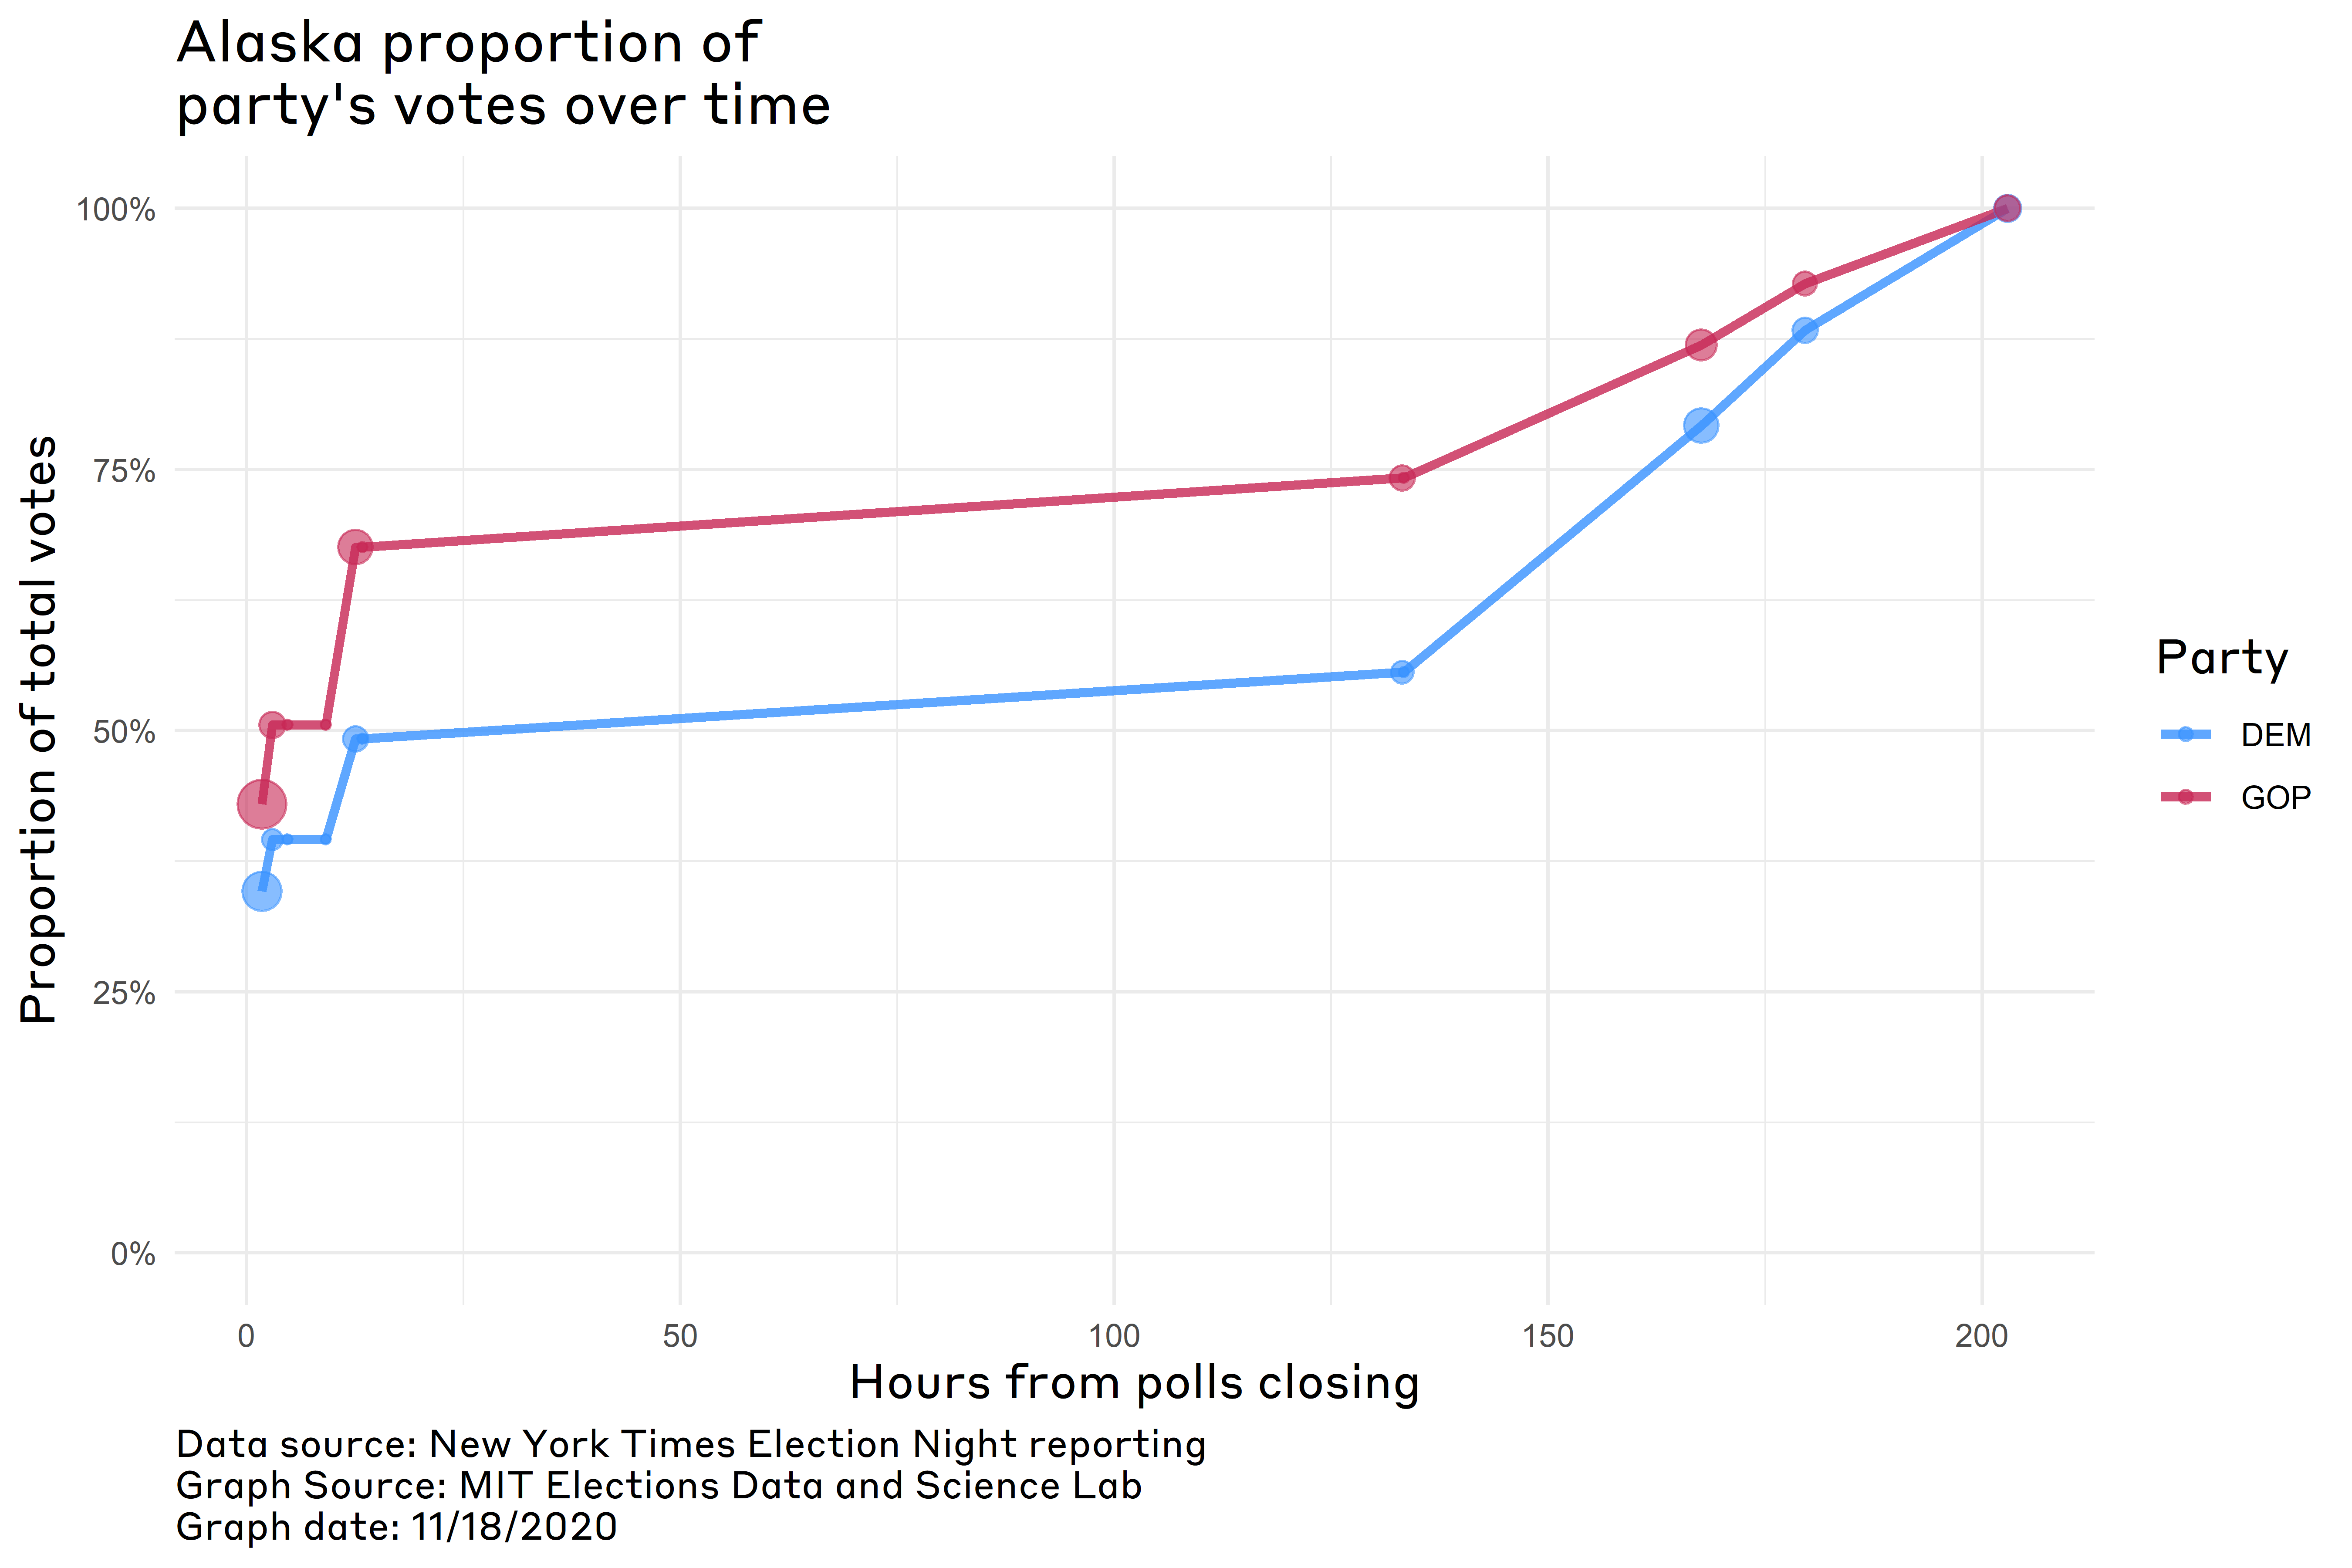 Alaska proportion of
party's votes over time
Proportion of total votes
100%
75%
50%
25%
0%
0
50
100
150
200
Hours from polls closing
Party
DEM
GOP
Data source: New York Times Election Night reporting
Graph Source: MIT Elections Data and Science Lab
Graph date: 11/18/2020